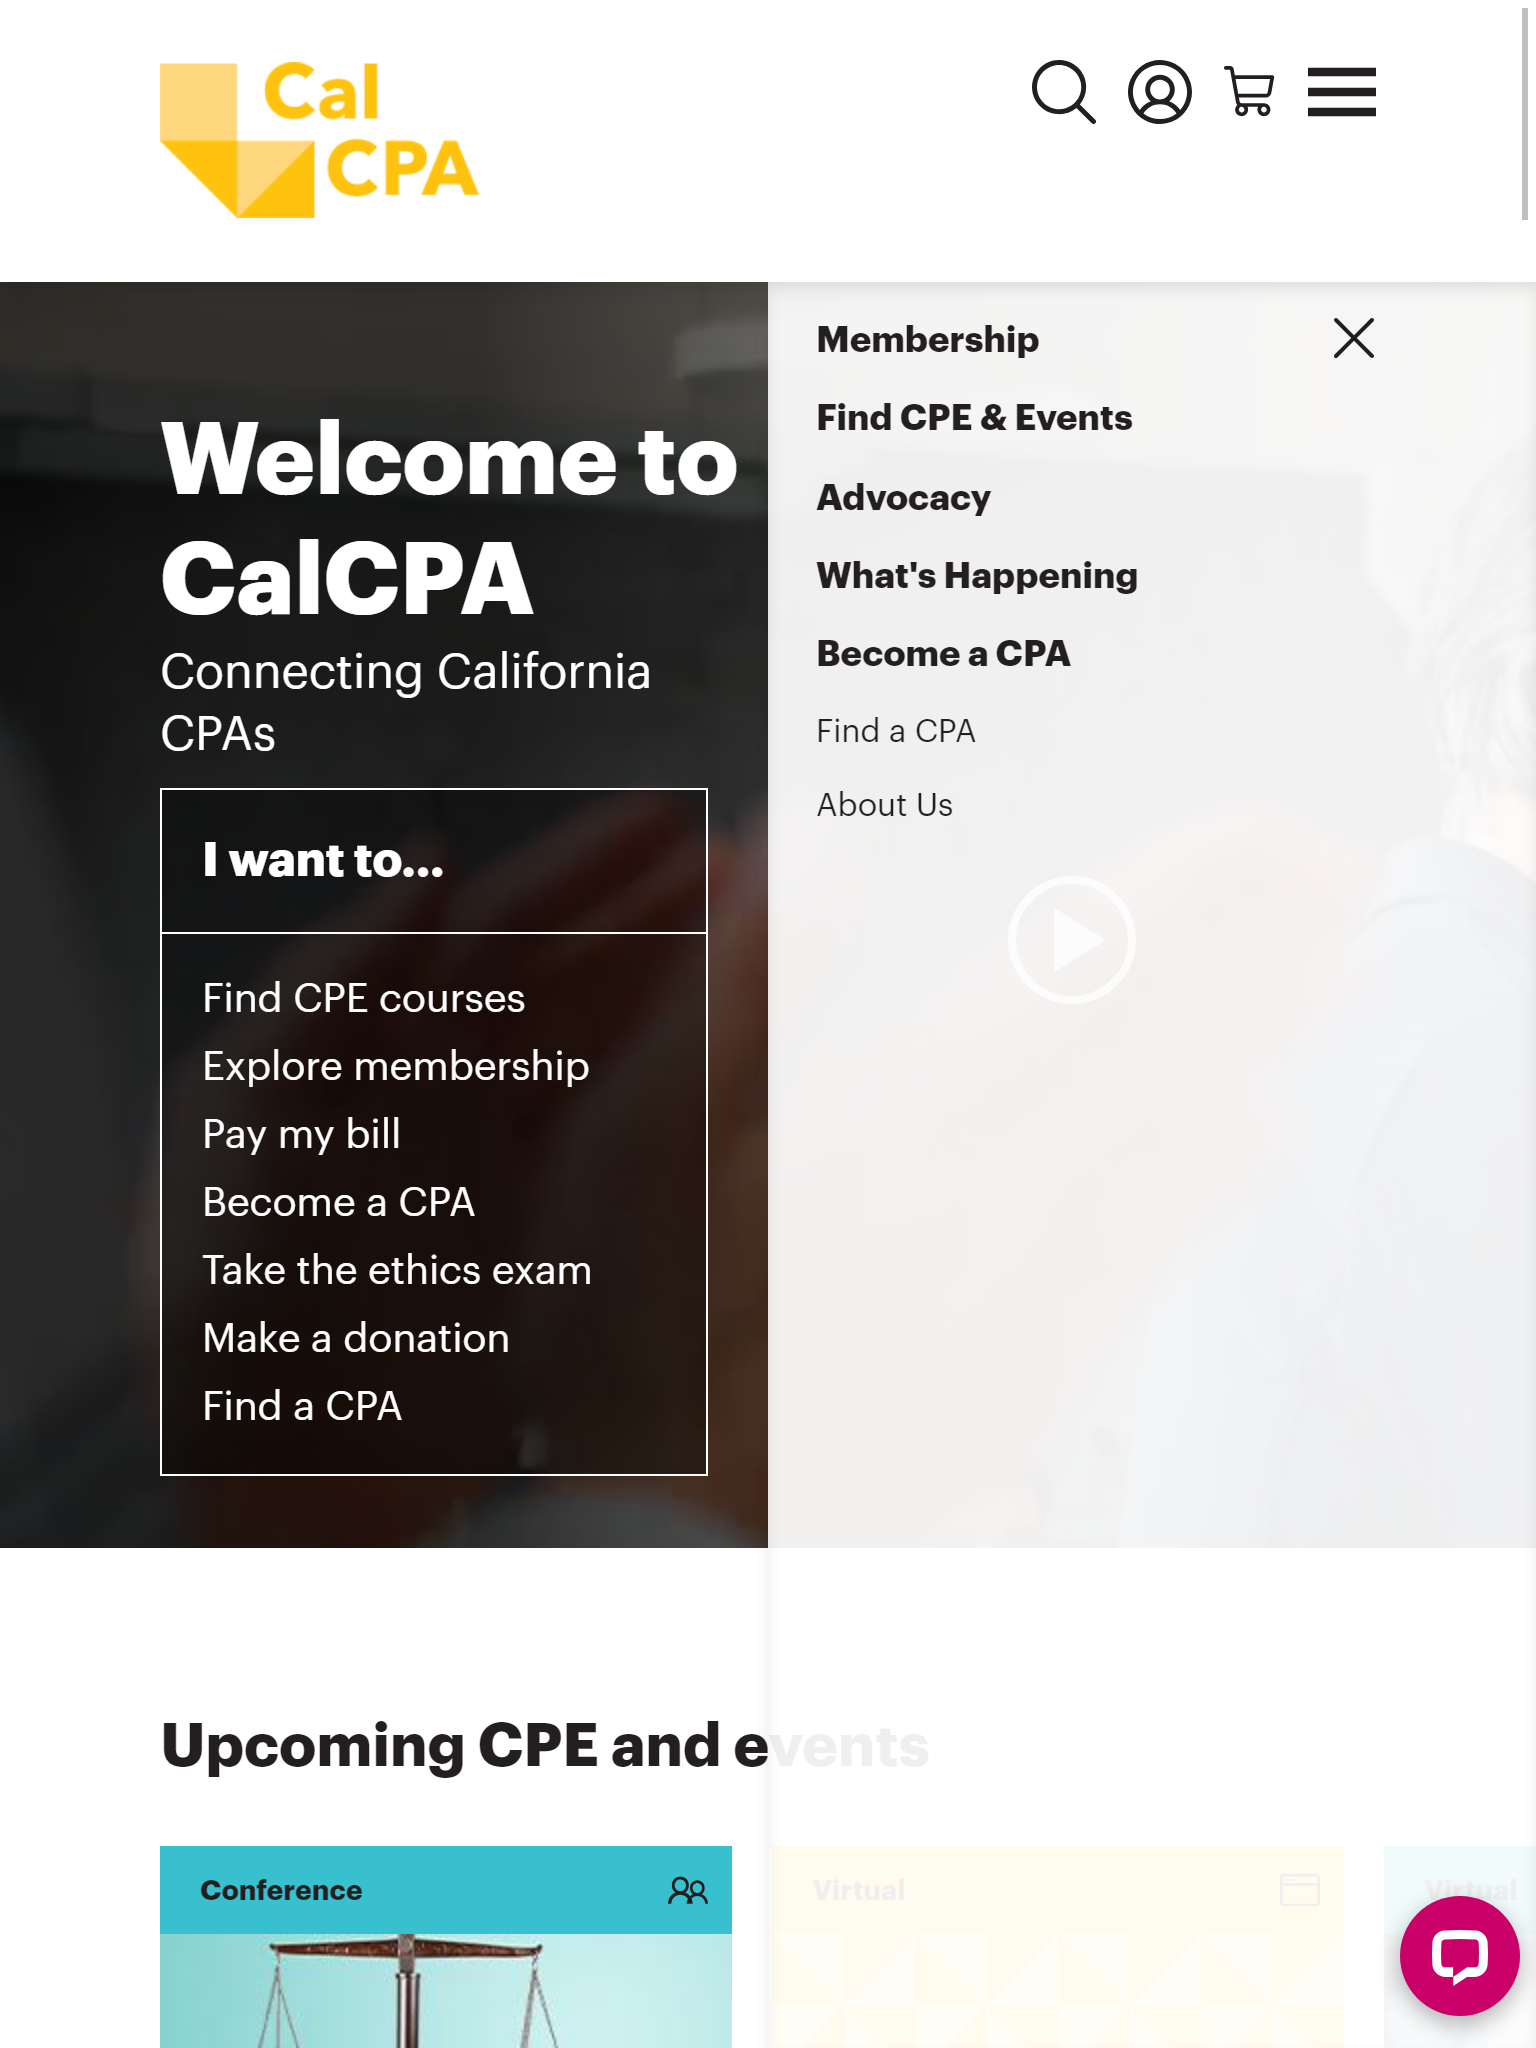 Cal
CPA
Membership
Find CPE & Events
Advocacy
What's Happening
Become a CPA
Find a CPA
About Us
Welcome to
CalCPA
Connecting California
CPAs
I want to...
Find CPE courses
Explore membership
Pay my bill
Become a CPA
Take the ethics exam
Make a donation
Find a CPA
Upcoming CPE and events
Conference
Virtual
Virtual